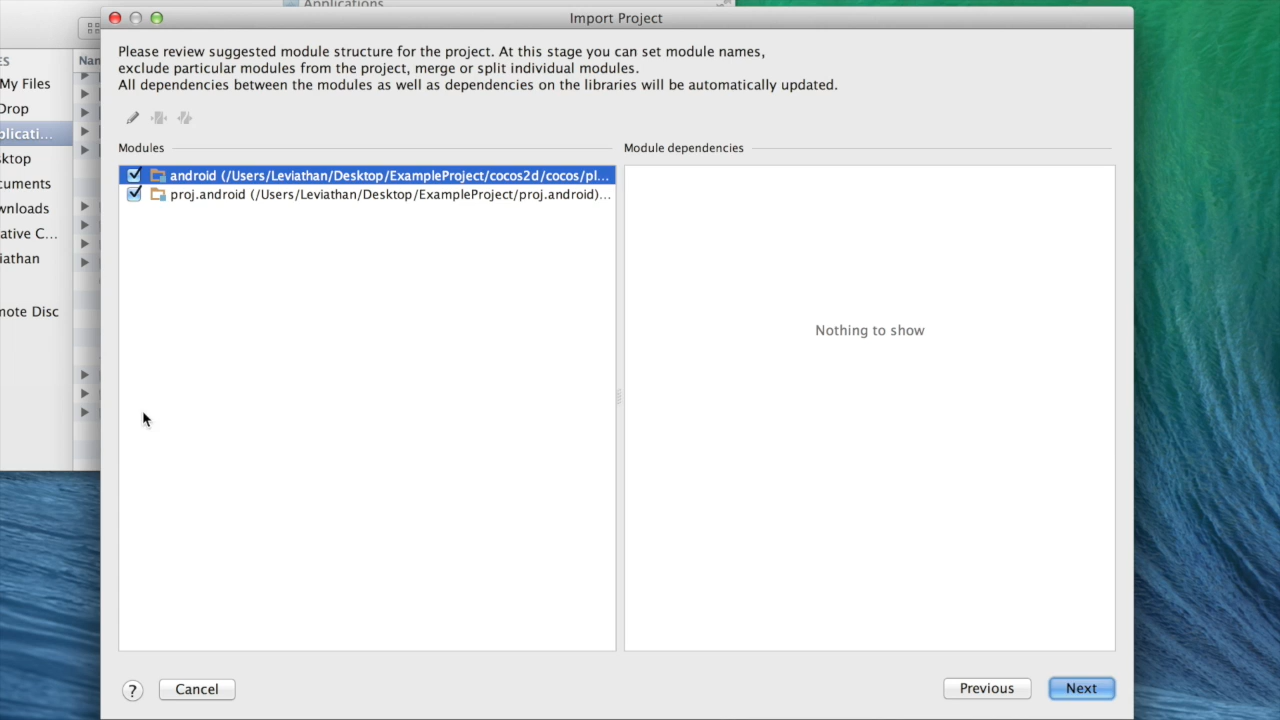 Applications
Import Project
Please review suggested module structure for the project. At this stage you can set module names,
exclude particular modules from the project, merge or split individual modules.
All dependencies between the modules as well as dependencies on the libraries will be automatically updated.
Modules
Module dependencies
android (/Users/Leviathan/Desktop/ExampleProject/cocos2d/cocos/pl...
proj.android (/Users/Leviathan/Desktop/ExampleProject/proj.android)...
Nothing to show
ES
Nan
My Files
Drop
plicati...
sktop
cuments
wnloads
ative C...
iathan
mote Disc
?
Cancel
Previous
Next